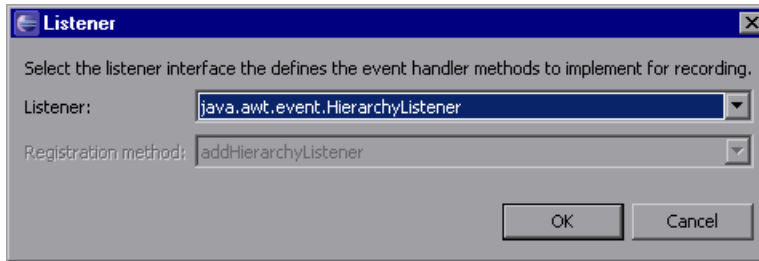 Listener
Select the listener interface the defines the event handler methods to implement for recording.
Listener: java.awt.event.HierarchyListener
Registration method: addHierarchyListener
OK Cancel